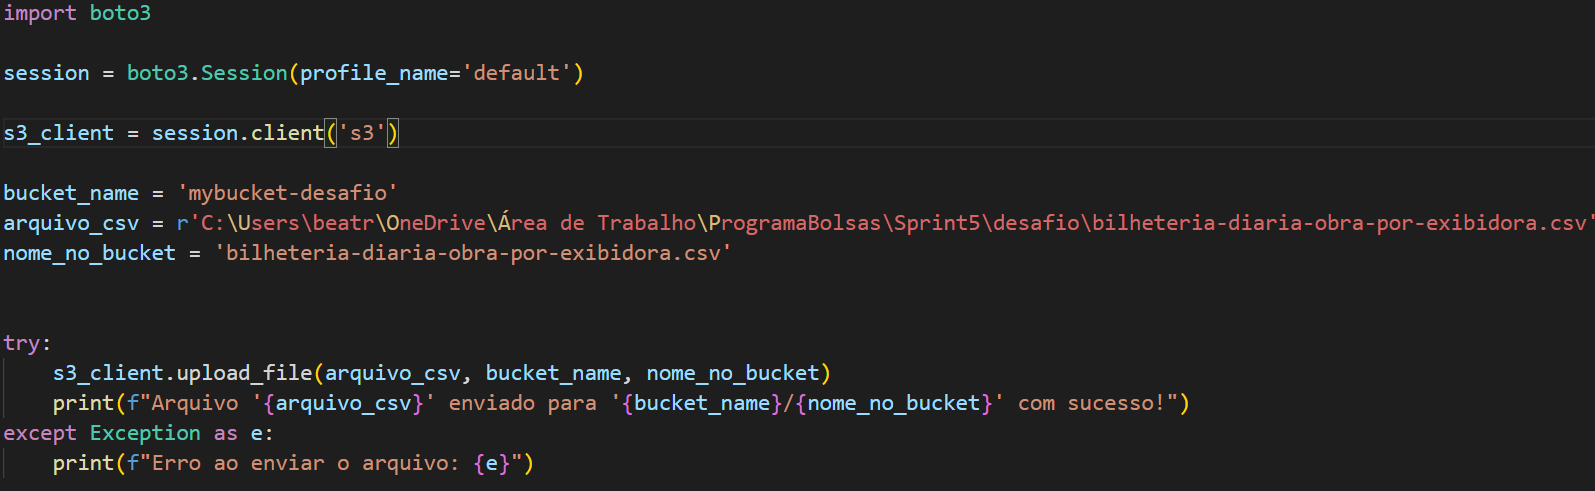 import boto3
session = boto3.Session(profile_name='default')
s3_client = session.client('s3')
bucket_name = 'mybucket-desafio'
arquivo_csv = r'C:\Users\beatr\OneDrive\Área de Trabalho\ProgramaBolsas\Sprint5\desafio\bilheteria-diaria-obra-por-exibidora.csv'
nome_no_bucket = 'bilheteria-diaria-obra-por-exibidora.csv'
try:
    s3_client.upload_file(arquivo_csv, bucket_name, nome_no_bucket)
    print(f"Arquivo '{arquivo_csv}' enviado para '{bucket_name}/{nome_no_bucket}' com sucesso!")
except Exception as e:
    print(f"Erro ao enviar o arquivo: {e}")